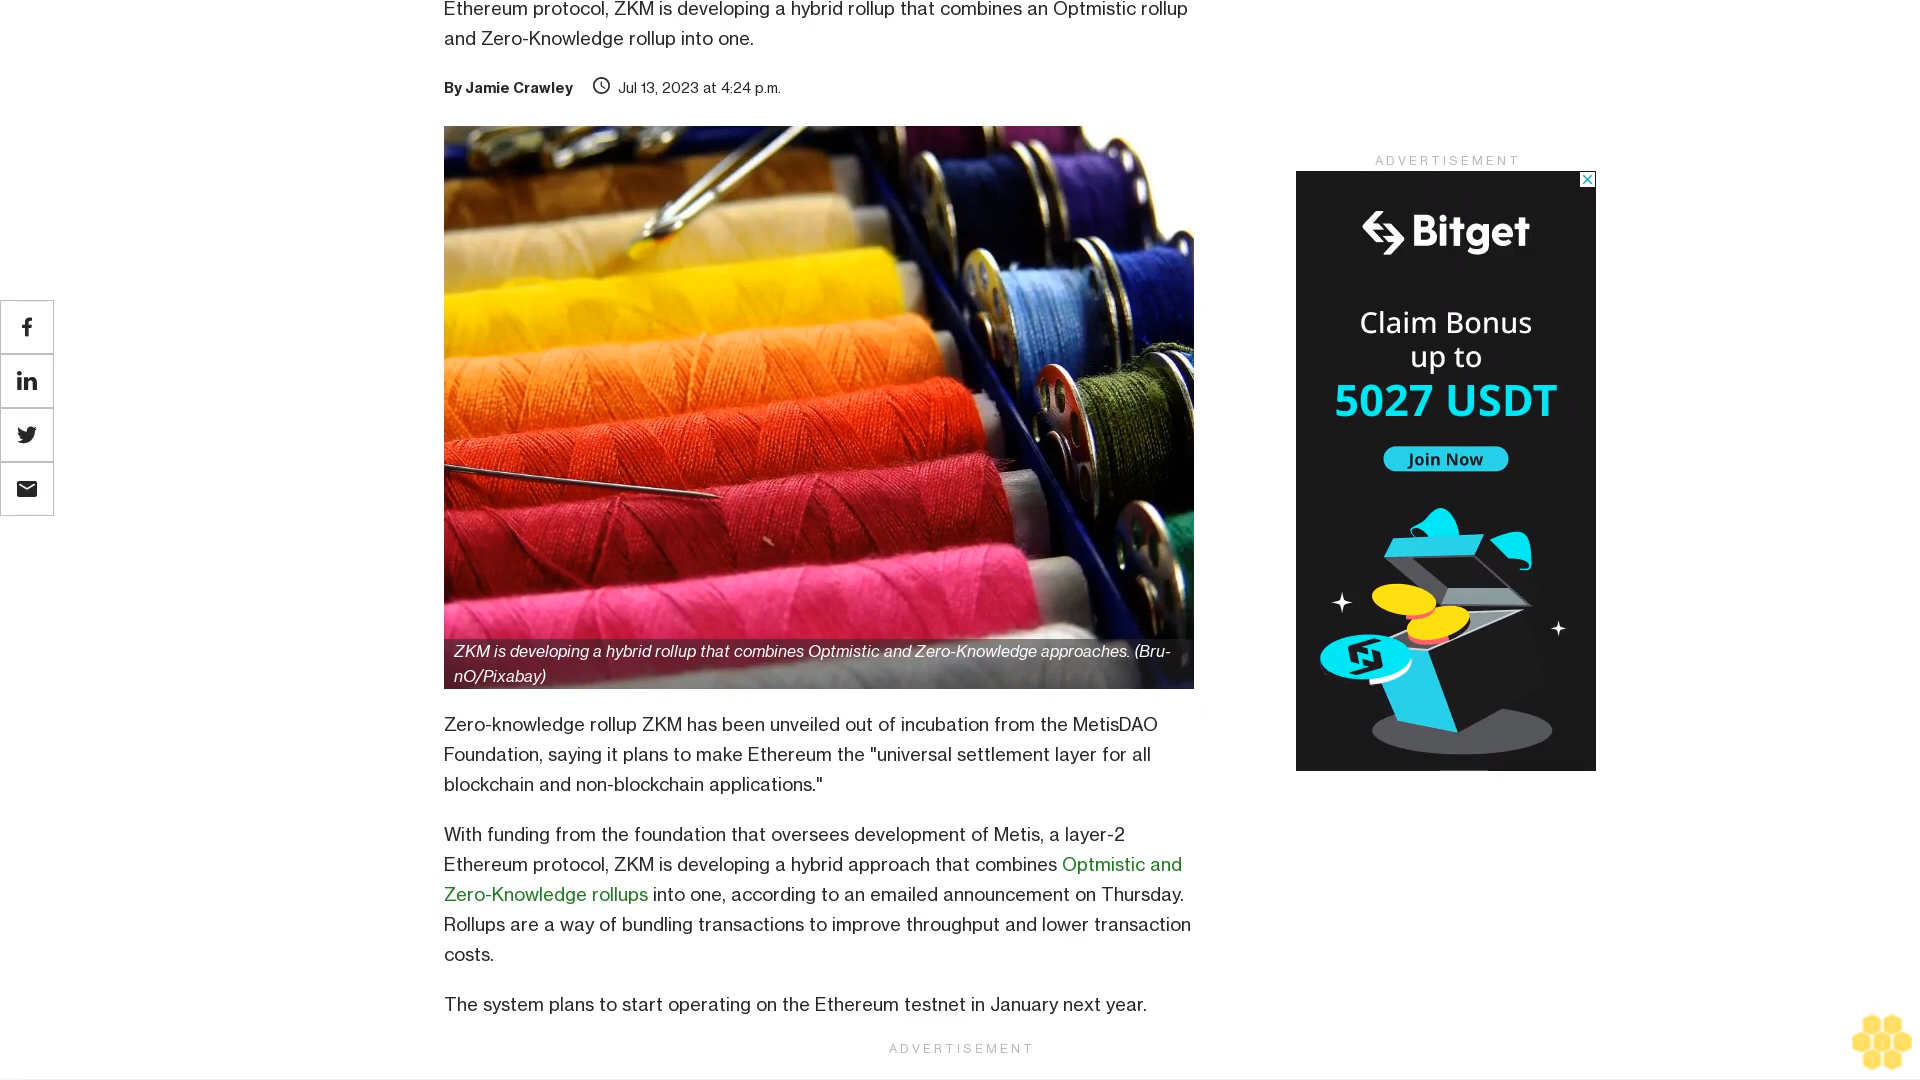 Ethereum protocol, ZKM is developing a hybrid rollup that combines an Optmistic rollup
and Zero-Knowledge rollup into one.
By Jamie Crawley Jul 13, 2023 at 4:24 p.m.
ZKM is developing a hybrid rollup that combines Optmistic and Zero-Knowledge approaches. (Bru-
nO/Pixabay)
Zero-knowledge rollup ZKM has been unveiled out of incubation from the MetisDAO
Foundation, saying it plans to make Ethereum the "universal settlement layer for all
blockchain and non-blockchain applications."
With funding from the foundation that oversees development of Metis, a layer-2
Ethereum protocol, ZKM is developing a hybrid approach that combines Optmistic and
Zero-Knowledge rollups into one, according to an emailed announcement on Thursday.
Rollups are a way of bundling transactions to improve throughput and lower transaction
costs.
The system plans to start operating on the Ethereum testnet in January next year.
ADVERTISEMENT
ADVERTISEMENT
Bitget
Claim Bonus
up to
5027 USDT
Join Now